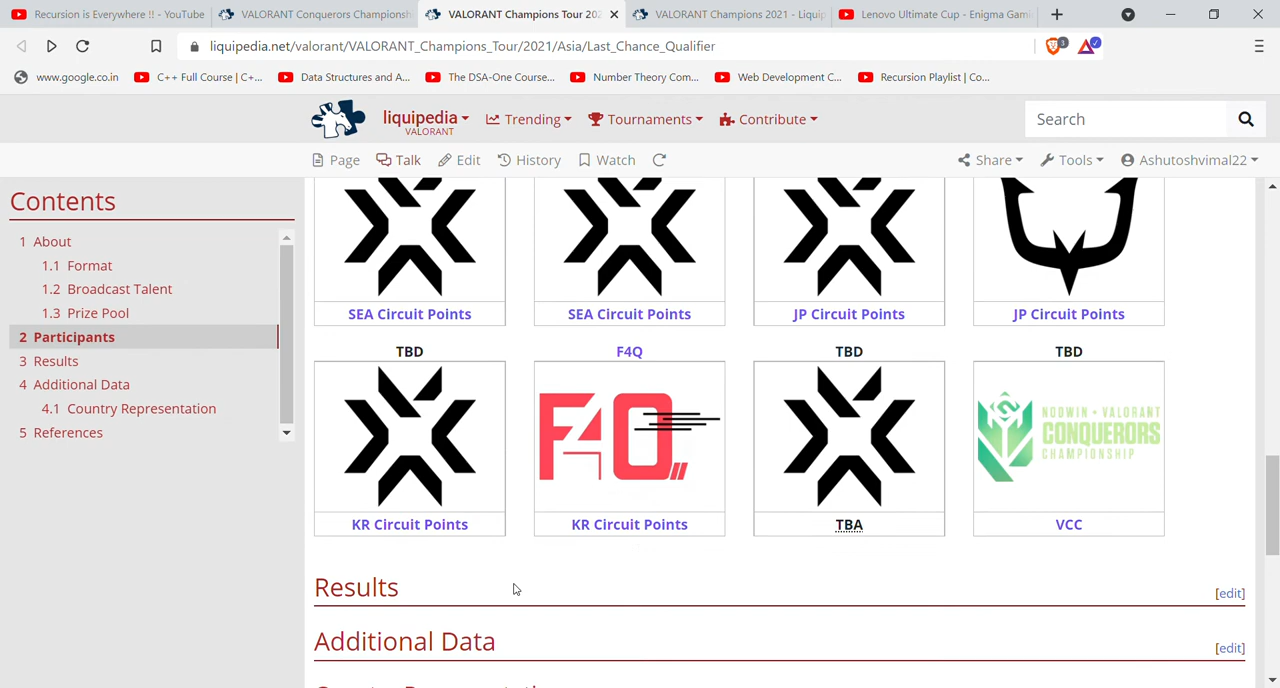 Recursion is Everywhere !! - YouTube
VALORANT Conquerors Championsh
VALORANT Champions Tour 202
VALORANT Champions 2021 - Liquip
Lenovo Ultimate Cup - Enigma Gami
liquipedia.net/valorant/VALORANT_Champions_Tour/2021/Asia/Last_Chance_Qualifier
3
www.google.co.in
C++ Full Course | C+...
Data Structures and A...
The DSA-One Course...
Number Theory Com...
Web Development C...
Recursion Playlist | Co...
liquipedia
VALORANT
Trending
Tournaments
Contribute
Search
Page
Talk
Edit
History
Watch
Share
Tools
Ashutoshvimal22
Contents
1 About
1.1 Format
1.2 Broadcast Talent
1.3 Prize Pool
2 Participants
3 Results
4 Additional Data
4.1 Country Representation
5 References
SEA Circuit Points
SEA Circuit Points
JP Circuit Points
JP Circuit Points
TBD
F4Q
TBD
TBD
F4Q
NODWIN • VALORANT
CONQUERORS
CHAMPIONSHIP
KR Circuit Points
KR Circuit Points
TBA
VCC
Results
[edit]
Additional Data
[edit]